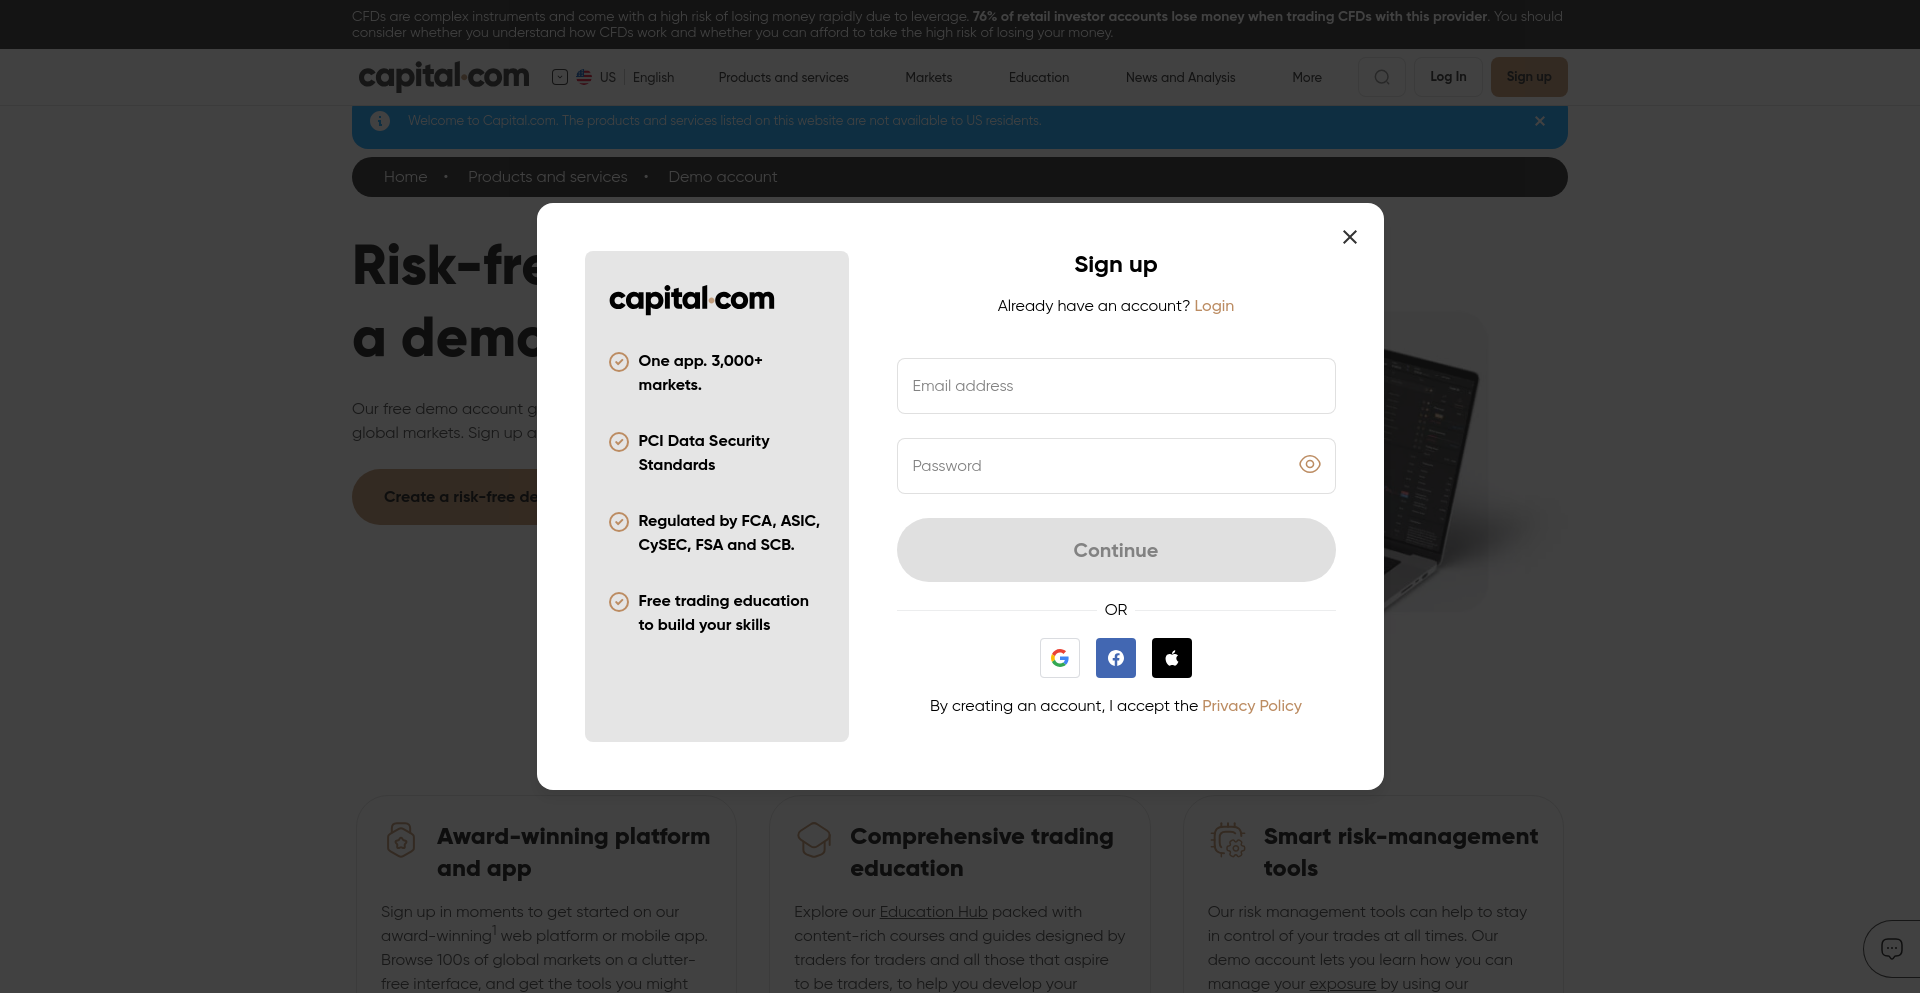 CFDs are complex instruments and come with a high risk of losing money rapidly due to leverage. 76% of retail investor accounts lose money when trading CFDs with this provider. You should
consider whether you understand how CFDs work and whether you can afford to take the high risk of losing your money.
capital.com US English Products and services Markets Education News and Analysis More Log In Sign up
Welcome to Capital.com. The products and services listed on this website are not available to US residents.
Home • Products and services • Demo account
Risk-fre
a demo
Our free demo account g
global markets. Sign up a
Create a risk-free de
capital.com
One app. 3,000+
markets.
PCI Data Security
Standards
Regulated by FCA, ASIC,
CySEC, FSA and SCB.
Free trading education
to build your skills
Sign up
Already have an account? Login
Email address
Password
Continue
OR
By creating an account, I accept the Privacy Policy
Award-winning platform
and app
Sign up in moments to get started on our
award-winning1 web platform or mobile app.
Browse 100s of global markets on a clutter-
free interface, and get the tools you might
Comprehensive trading
education
Explore our Education Hub packed with
content-rich courses and guides designed by
traders for traders and all those that aspire
to be traders, to help you develop your
Smart risk-management
tools
Our risk management tools can help to stay
in control of your trades at all times. Our
demo account lets you learn how you can
manage your exposure by using our